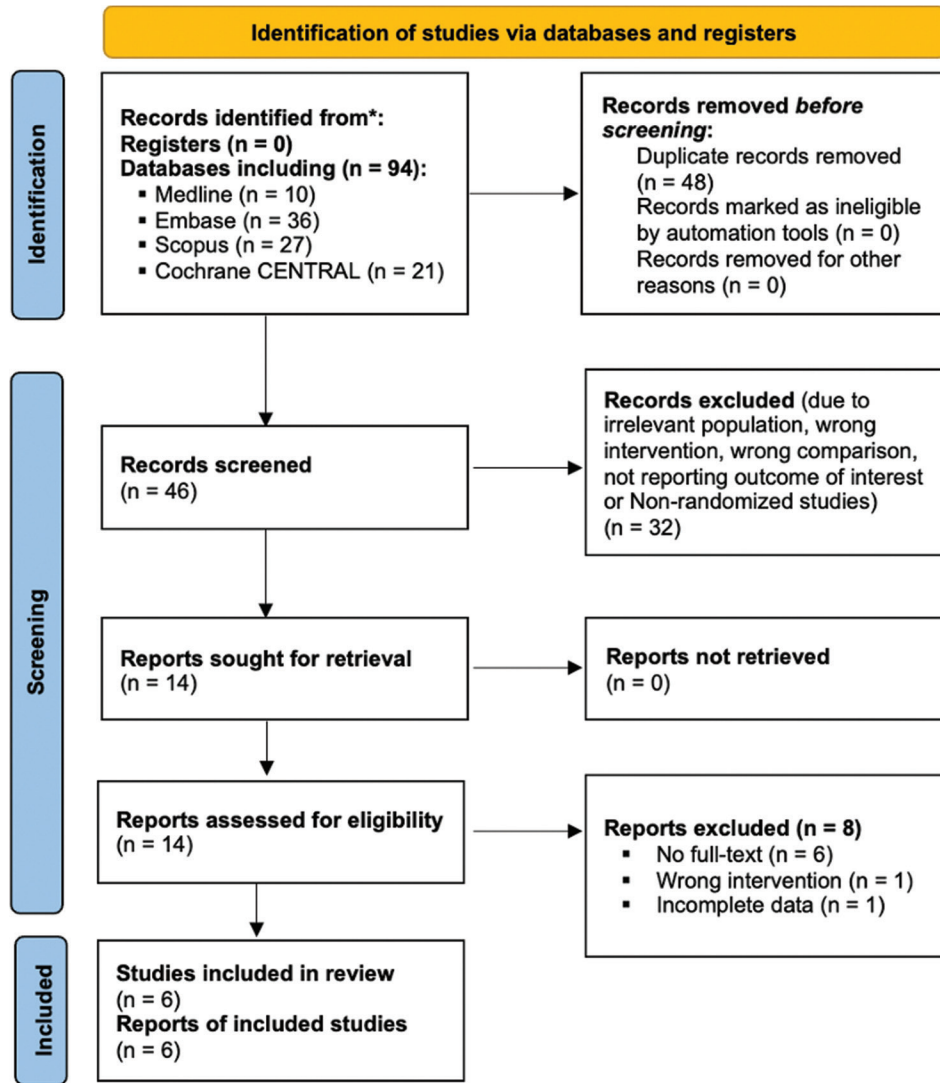 Identification of studies via databases and registers
Identification
Records identified from*:
Registers (n = 0)
Databases including (n = 94):
▪ Medline (n = 10)
▪ Embase (n = 36)
▪ Scopus (n = 27)
▪ Cochrane CENTRAL (n = 21)
Records removed before
screening:
Duplicate records removed
(n = 48)
Records marked as ineligible
by automation tools (n = 0)
Records removed for other
reasons (n = 0)
Screening
Records screened
(n = 46)
Records excluded (due to
irrelevant population, wrong
intervention, wrong comparison,
not reporting outcome of interest
or Non-randomized studies)
(n = 32)
Reports sought for retrieval
(n = 14)
Reports not retrieved
(n = 0)
Reports assessed for eligibility
(n = 14)
Reports excluded (n = 8)
▪ No full-text (n = 6)
▪ Wrong intervention (n = 1)
▪ Incomplete data (n = 1)
Included
Studies included in review
(n = 6)
Reports of included studies
(n = 6)